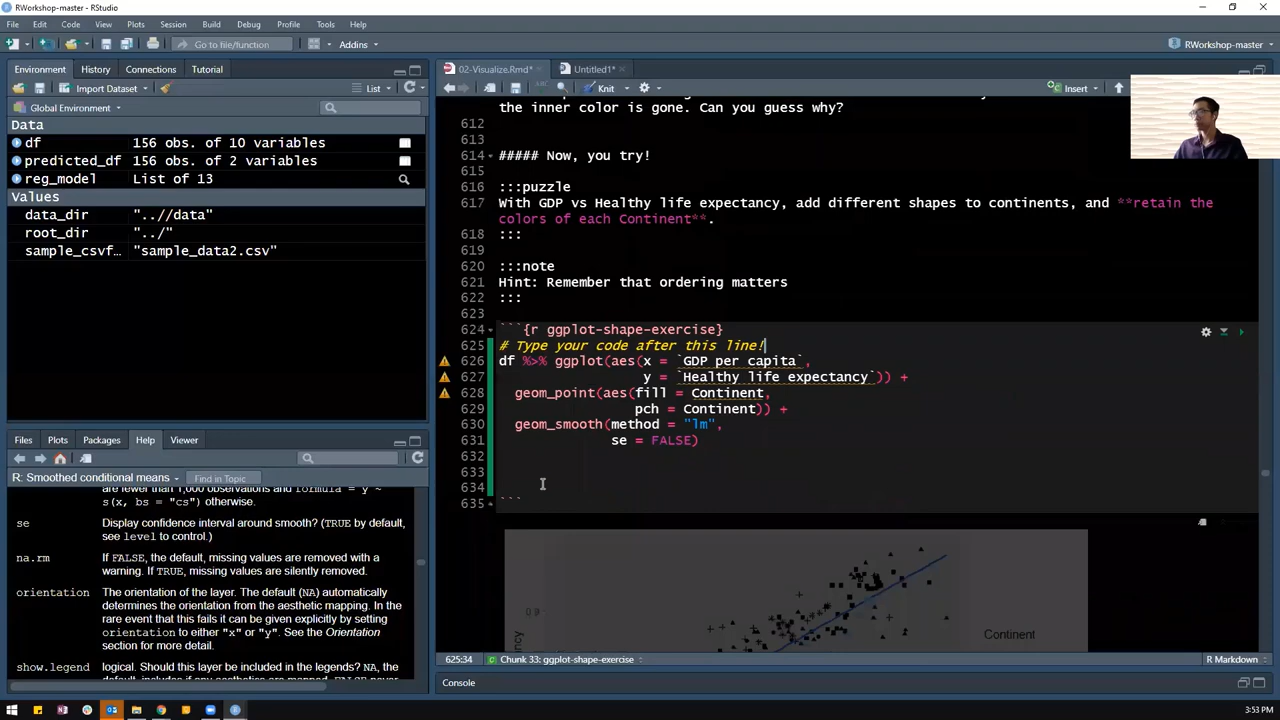 RWorkshop-master - RStudio
File Edit Code View Plots Session Build Debug Profile Tools Help
Go to file/function Addins RWorkshop-master
Environment History Connections Tutorial
Import Dataset List
Global Environment
Data
df 156 obs. of 10 variables
predicted_df 156 obs. of 2 variables
reg_model List of 13
Values
data_dir "..//data"
root_dir "../"
sample_csvf… "sample_data2.csv"
Files Plots Packages Help Viewer
R: Smoothed conditional means Find in Topic
are fewer than 1,000 observations and formula = y ~
s(x, bs = "cs") otherwise.
se Display confidence interval around smooth? (TRUE by default,
see level to control.)
na.rm If FALSE, the default, missing values are removed with a
warning. If TRUE, missing values are silently removed.
orientation The orientation of the layer. The default (NA) automatically
determines the orientation from the aesthetic mapping. In the
rare event that this fails it can be given explicitly by setting
orientation to either "x" or "y". See the Orientation
section for more detail.
show.legend logical. Should this layer be included in the legends? NA, the
02-Visualize.Rmd* Untitled1*
Knit Insert
the inner color is gone. Can you guess why?
612
613
614 ##### Now, you try!
615
616 :::puzzle
617 With GDP vs Healthy life expectancy, add different shapes to continents, and **retain the
colors of each Continent**.
618 :::
619
620 :::note
621 Hint: Remember that ordering matters
622 :::
623
624 ```{r ggplot-shape-exercise}
625 # Type your code after this line!
626 df %>% ggplot(aes(x = `GDP per capita`,
627 y = `Healthy life expectancy`)) +
628 geom_point(aes(fill = Continent,
629 pch = Continent)) +
630 geom_smooth(method = "lm",
631 se = FALSE)
632
633
634
635 ```
0.9
Continent
625:34 Chunk 33: ggplot-shape-exercise R Markdown
Console
3:53 PM